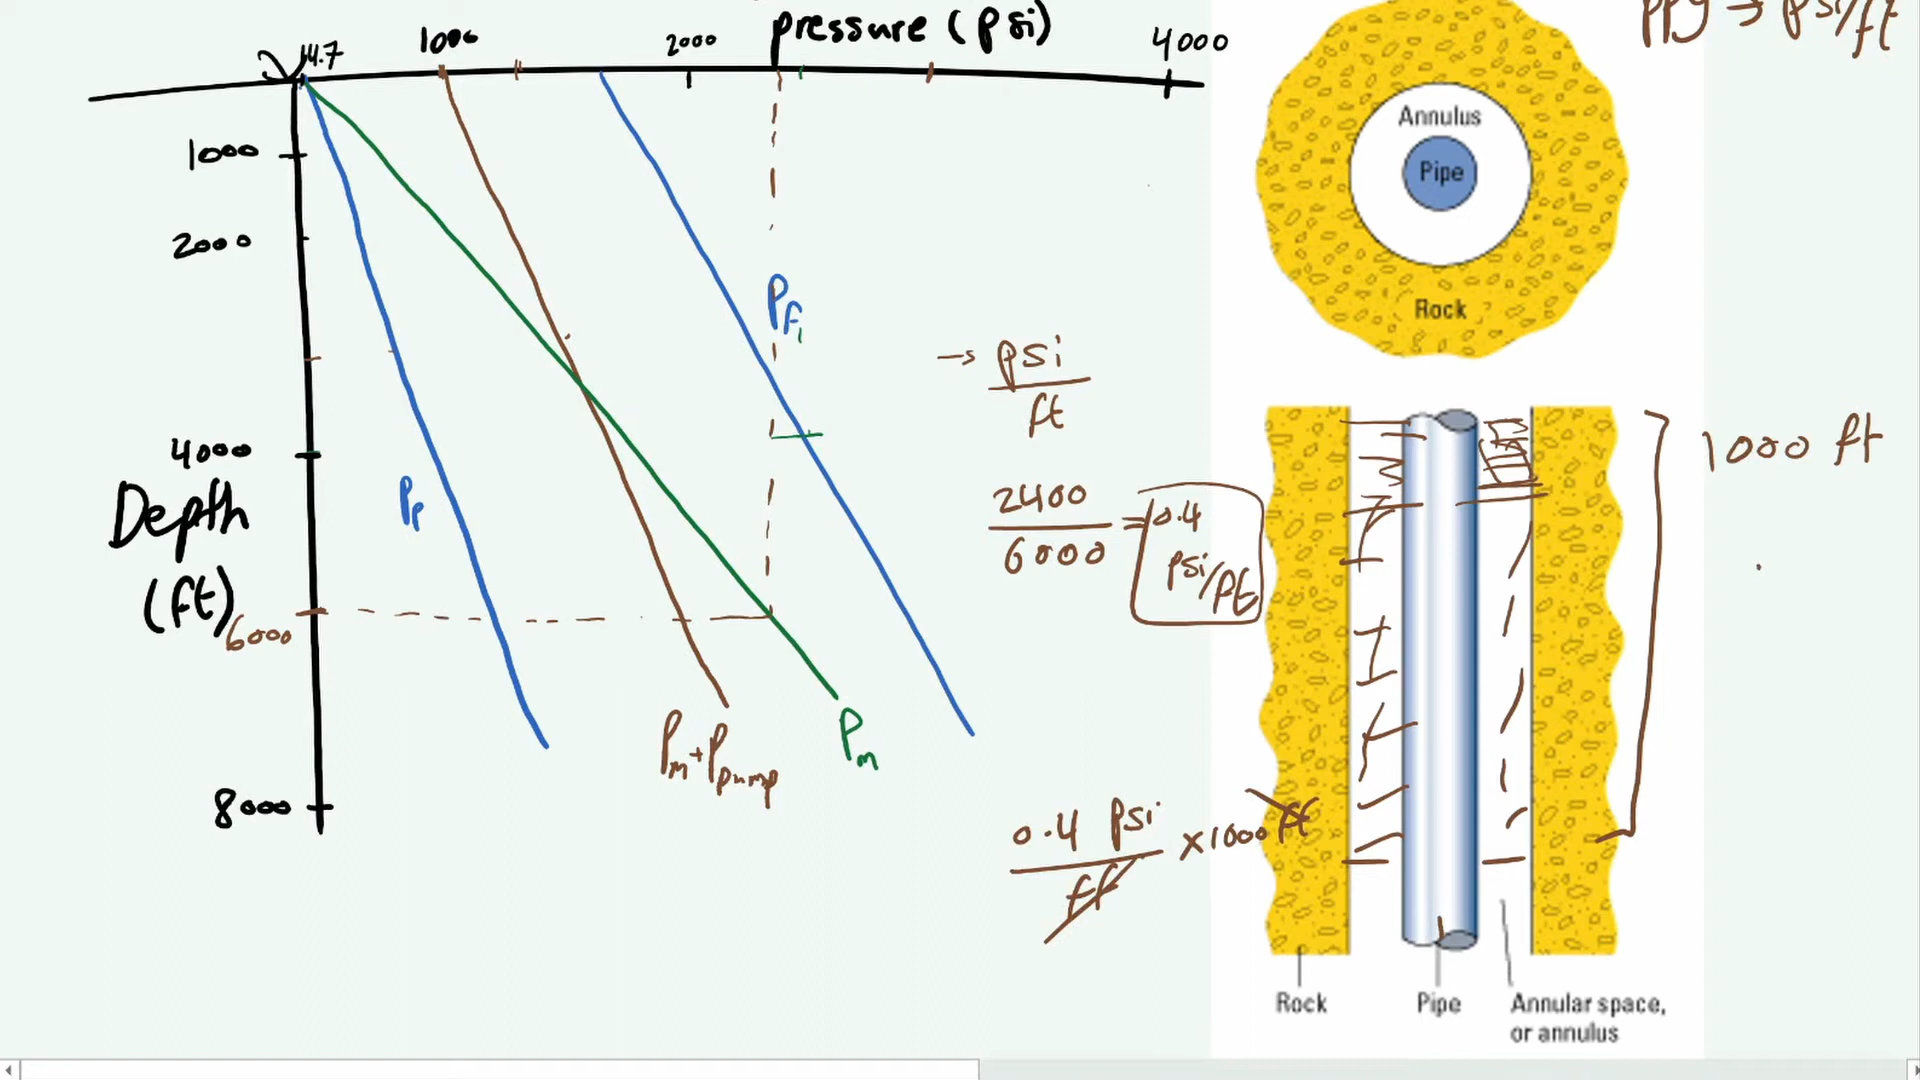 pressure (psi)
14.7
1000
2000
4000
ppg → psi/ft
1000
2000
4000
Depth
(ft)
6000
8000
Pp
Pf
Pm + Ppump
Pm
→ psi
ft
2400
6000
= 0.4
psi/ft
0.4 psi
ft
× 1000 ft
Annulus
Pipe
Rock
1000 ft
Rock
Pipe
Annular space,
or annulus